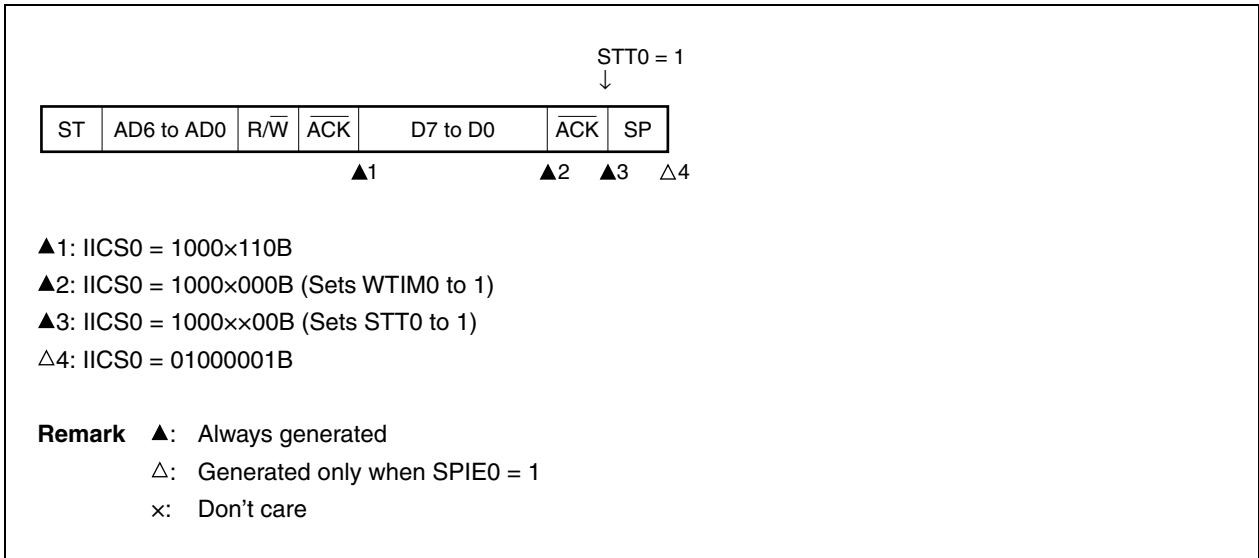 STT0 = 1
↓
ST AD6 to AD0 R/W̅ A̅C̅K̅ D7 to D0 A̅C̅K̅ SP
▲1 ▲2 ▲3 △4
▲1: IICS0 = 1000×110B
▲2: IICS0 = 1000×000B (Sets WTIM0 to 1)
▲3: IICS0 = 1000××00B (Sets STT0 to 1)
△4: IICS0 = 01000001B
Remark ▲: Always generated
△: Generated only when SPIE0 = 1
×: Don't care